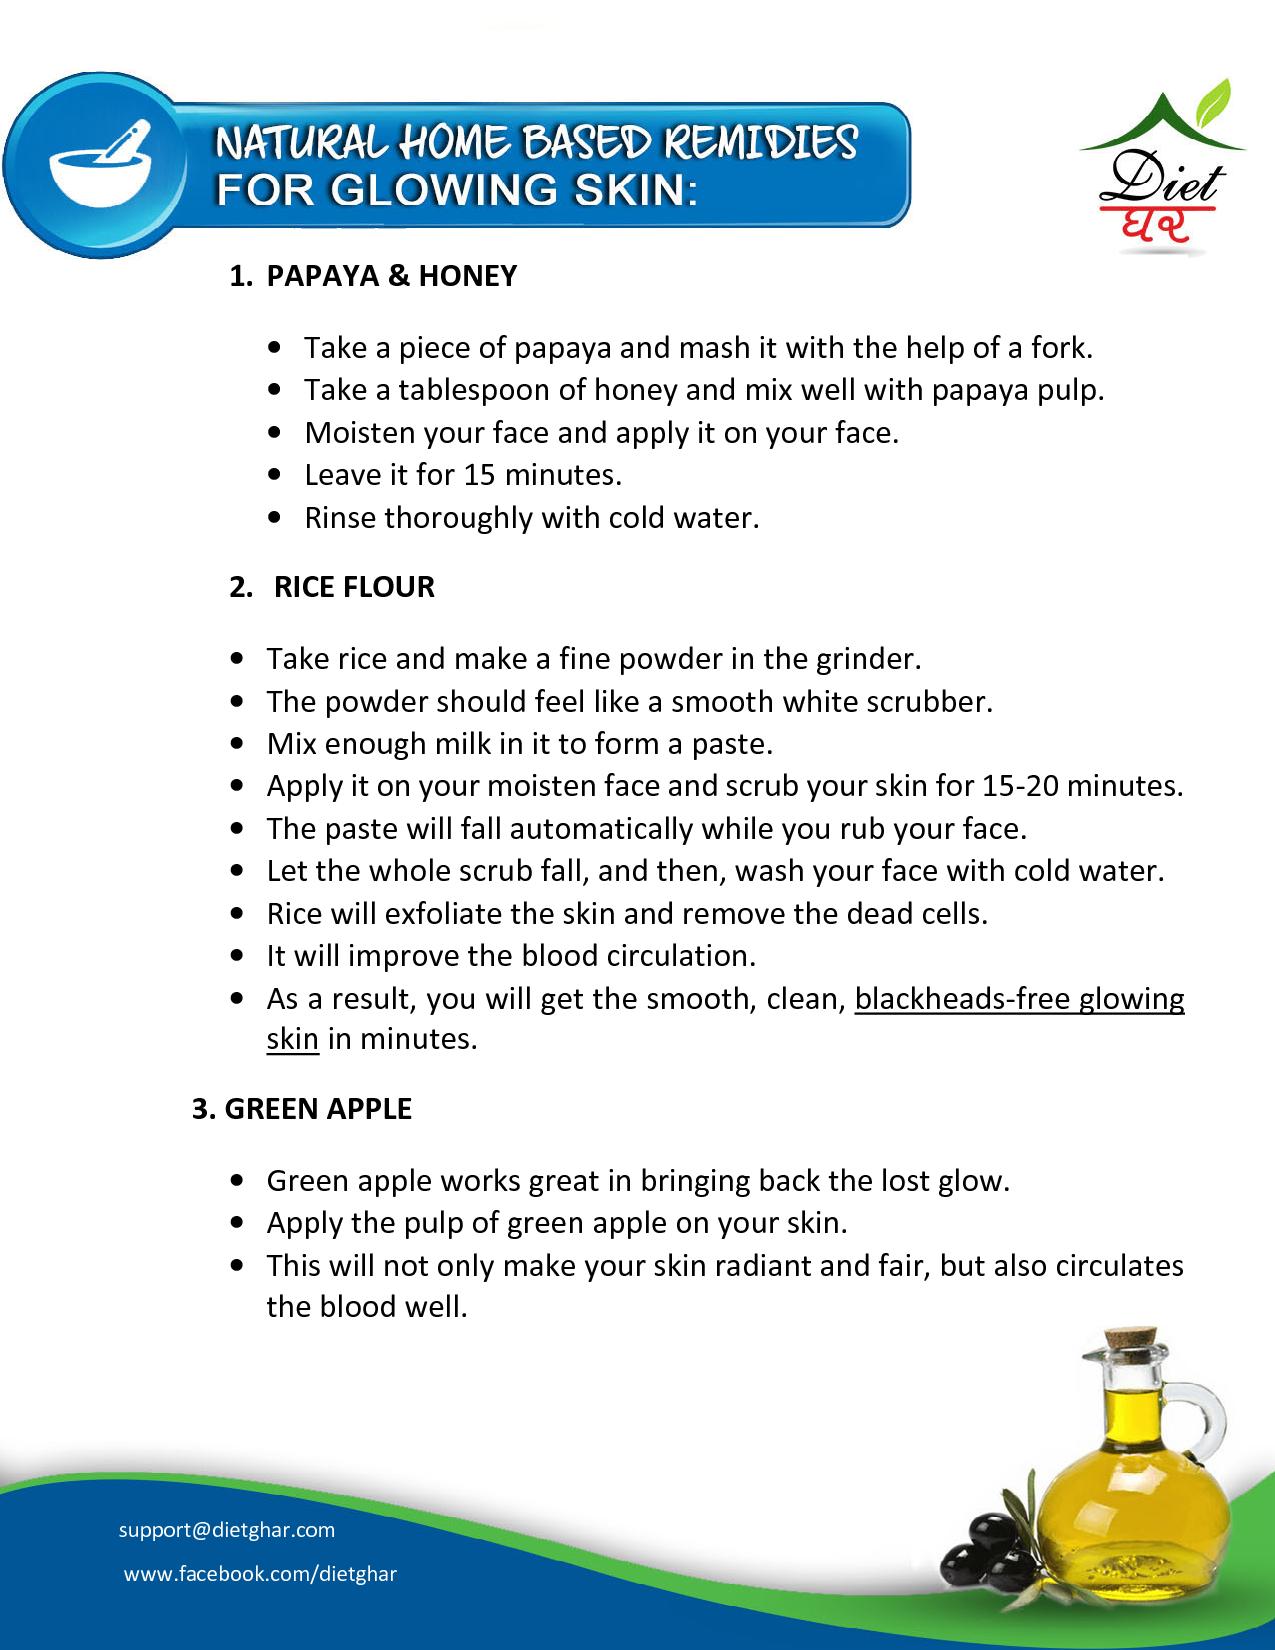 NATURAL HOME BASED REMIDIES
FOR GLOWING SKIN:
Diet
ઘર
1. PAPAYA & HONEY
• Take a piece of papaya and mash it with the help of a fork.
• Take a tablespoon of honey and mix well with papaya pulp.
• Moisten your face and apply it on your face.
• Leave it for 15 minutes.
• Rinse thoroughly with cold water.
2. RICE FLOUR
• Take rice and make a fine powder in the grinder.
• The powder should feel like a smooth white scrubber.
• Mix enough milk in it to form a paste.
• Apply it on your moisten face and scrub your skin for 15-20 minutes.
• The paste will fall automatically while you rub your face.
• Let the whole scrub fall, and then, wash your face with cold water.
• Rice will exfoliate the skin and remove the dead cells.
• It will improve the blood circulation.
• As a result, you will get the smooth, clean, blackheads-free glowing
skin in minutes.
3. GREEN APPLE
• Green apple works great in bringing back the lost glow.
• Apply the pulp of green apple on your skin.
• This will not only make your skin radiant and fair, but also circulates
the blood well.
support@dietghar.com
www.facebook.com/dietghar